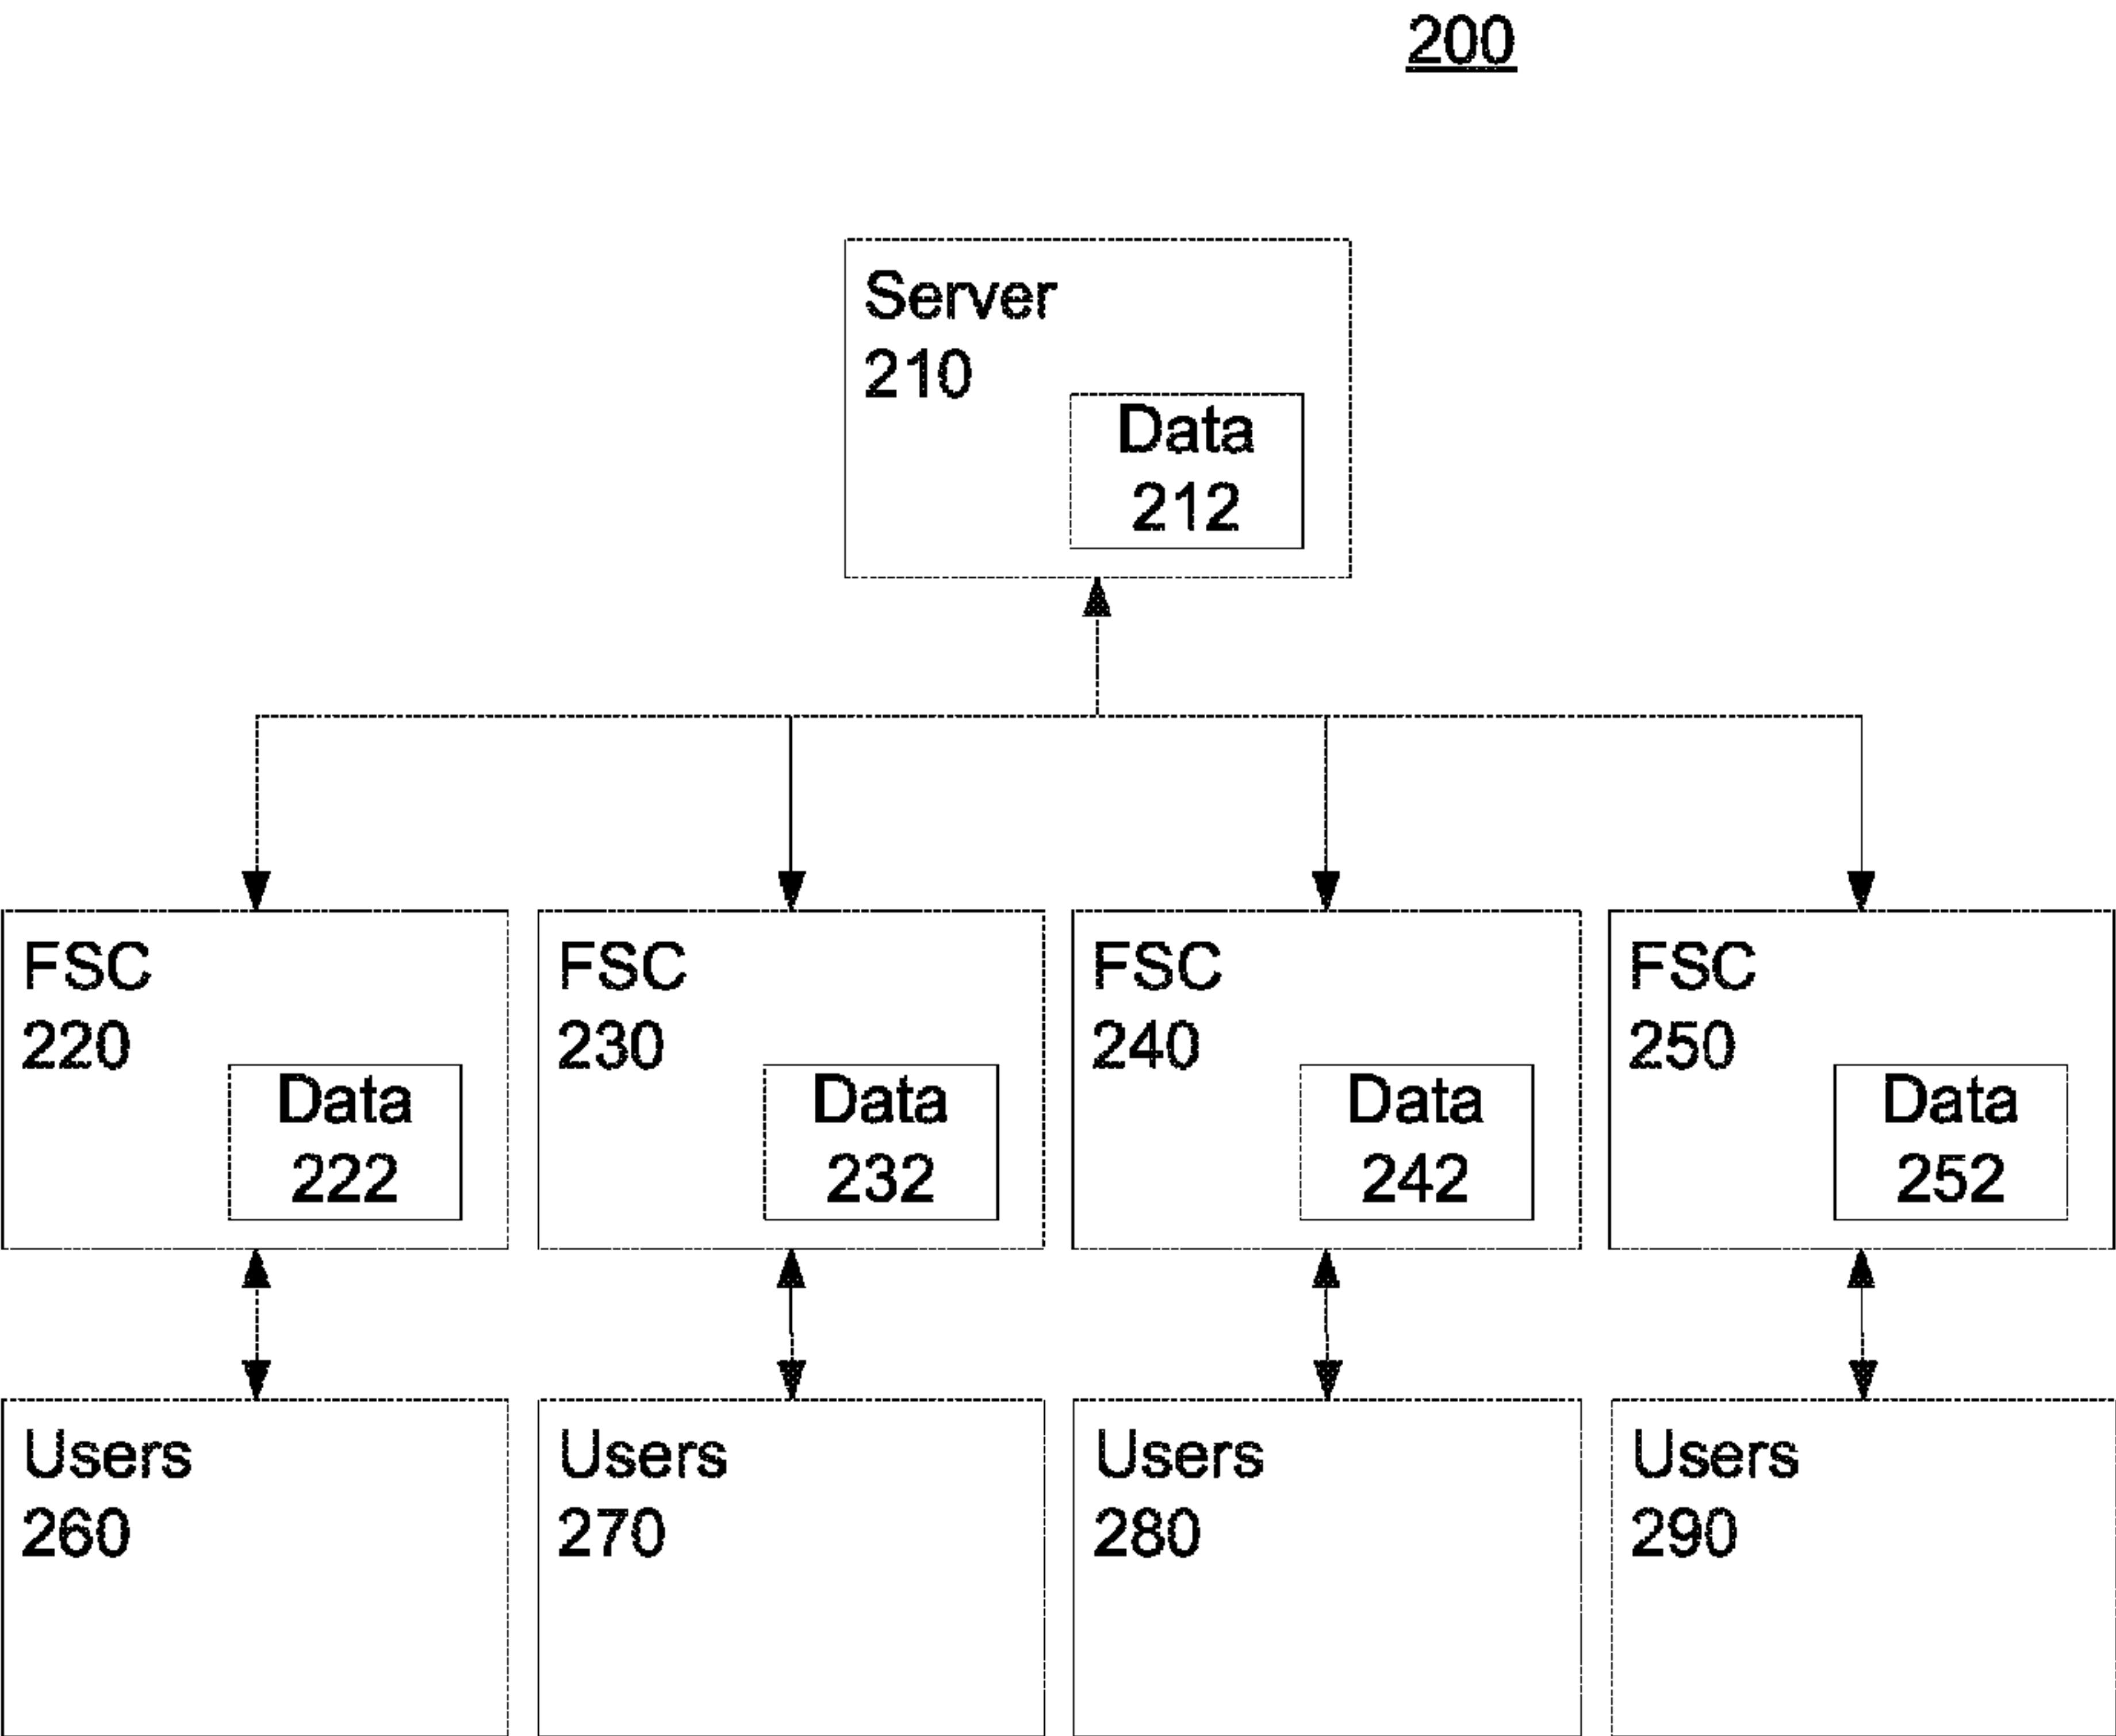 200
Server
210
Data
212
FSC
220
Data
222
FSC
230
Data
232
FSC
240
Data
242
FSC
250
Data
252
Users
260
Users
270
Users
280
Users
290